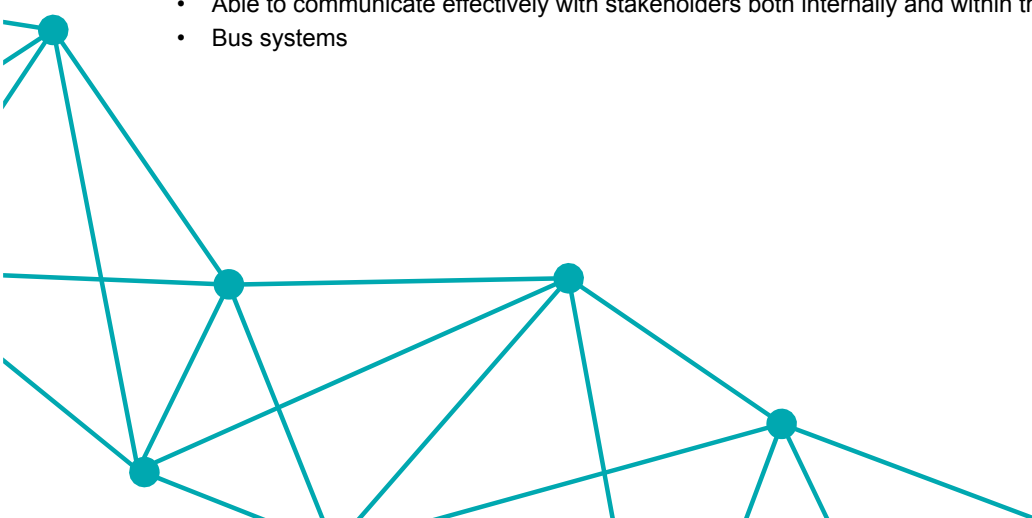 • Able to communicate effectively with stakeholders both internally and within
• Bus systems